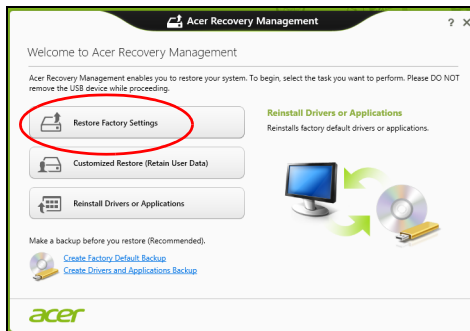 Acer Recovery Management
? X
Welcome to Acer Recovery Management
Acer Recovery Management enables you to restore your system. To begin, select the task you want to perform. Please DO NOT
remove the USB device while proceeding.
Restore Factory Settings
Customized Restore (Retain User Data)
Reinstall Drivers or Applications
Reinstall Drivers or Applications
Reinstalls factory default drivers or applications.
Make a backup before you restore (Recommended).
Create Factory Default Backup
Create Drivers and Applications Backup
acer